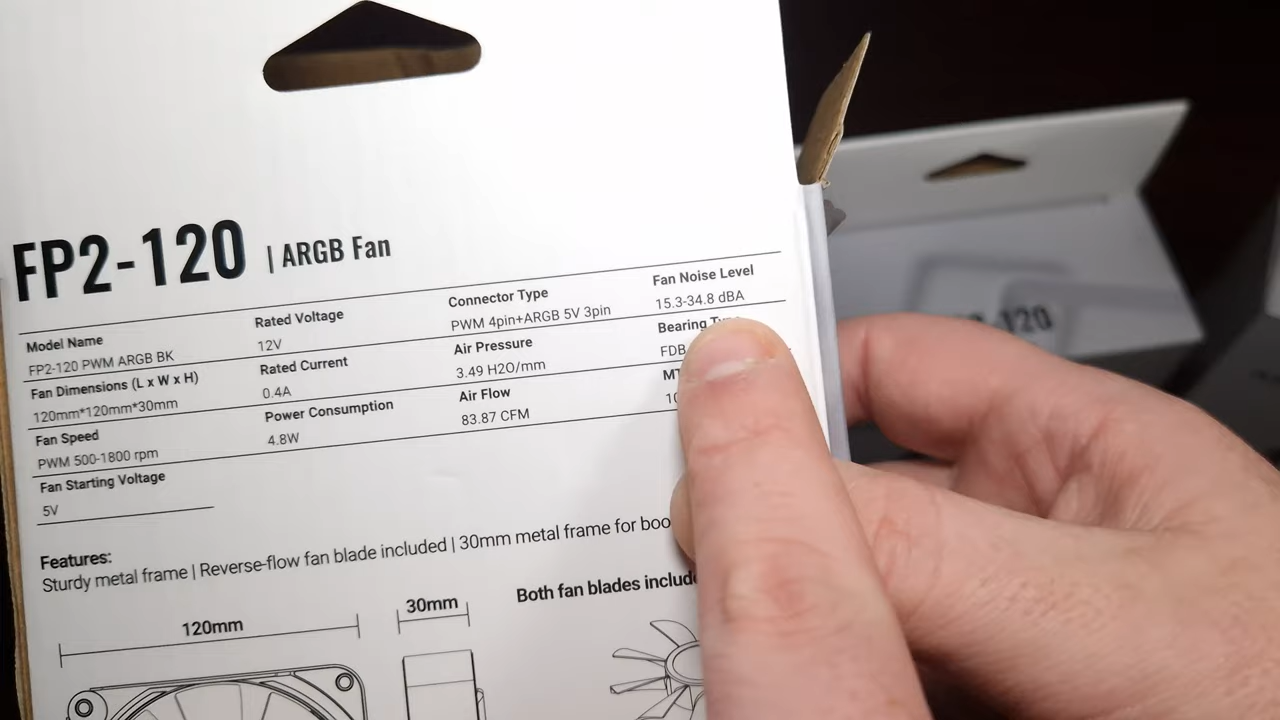 FP2-120 | ARGB Fan
Model Name
FP2-120 PWM ARGB BK
Rated Voltage
12V
Connector Type
PWM 4pin+ARGB 5V 3pin
Fan Noise Level
15.3-34.8 dBA
Fan Dimensions (L x W x H)
120mm*120mm*30mm
Rated Current
0.4A
Air Pressure
3.49 H2O/mm
Bearing
FDB
Fan Speed
PWM 500-1800 rpm
Power Consumption
4.8W
Air Flow
83.87 CFM
Fan Starting Voltage
5V
Features:
Sturdy metal frame | Reverse-flow fan blade included | 30mm metal frame for
Both fan blades
120mm
30mm